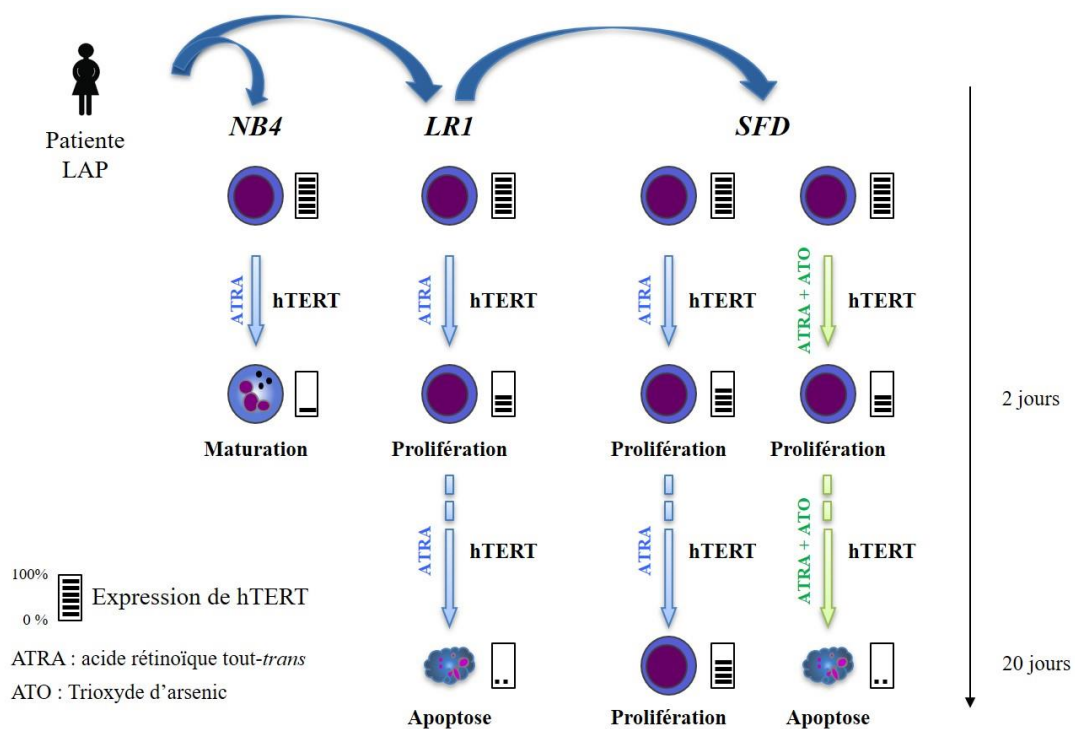 Patiente
LAP
NB4
LR1
SFD
ATRA
hTERT
ATRA
hTERT
ATRA
hTERT
ATRA + ATO
hTERT
2 jours
Maturation
Prolifération
Prolifération
Prolifération
ATRA
hTERT
ATRA
hTERT
ATRA + ATO
hTERT
100%
0 %
Expression de hTERT
ATRA : acide rétinoïque tout-trans
ATO : Trioxyde d'arsenic
20 jours
Apoptose
Prolifération
Apoptose